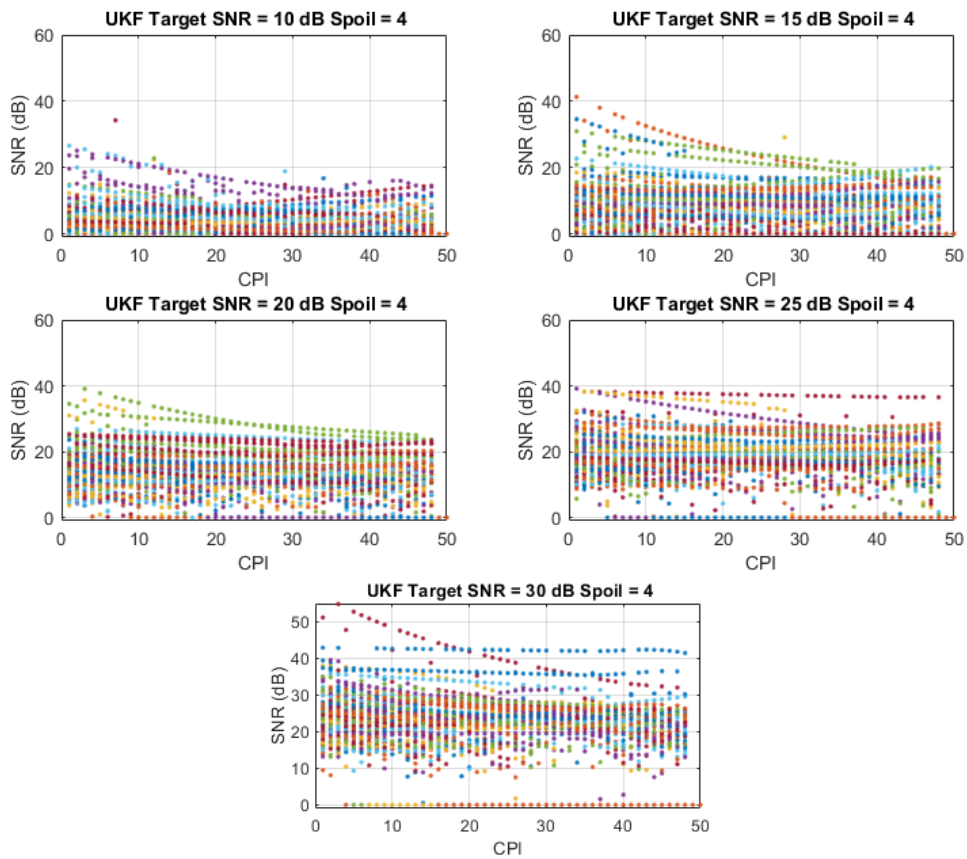 UKF Target SNR = 10 dB Spoil = 4
60
40
20
0
SNR (dB)
0 10 20 30 40 50
CPI
UKF Target SNR = 15 dB Spoil = 4
60
40
20
0
SNR (dB)
0 10 20 30 40 50
CPI
UKF Target SNR = 20 dB Spoil = 4
60
40
20
0
SNR (dB)
0 10 20 30 40 50
CPI
UKF Target SNR = 25 dB Spoil = 4
60
40
20
0
SNR (dB)
0 10 20 30 40 50
CPI
UKF Target SNR = 30 dB Spoil = 4
50
40
30
20
10
0
SNR (dB)
0 10 20 30 40 50
CPI